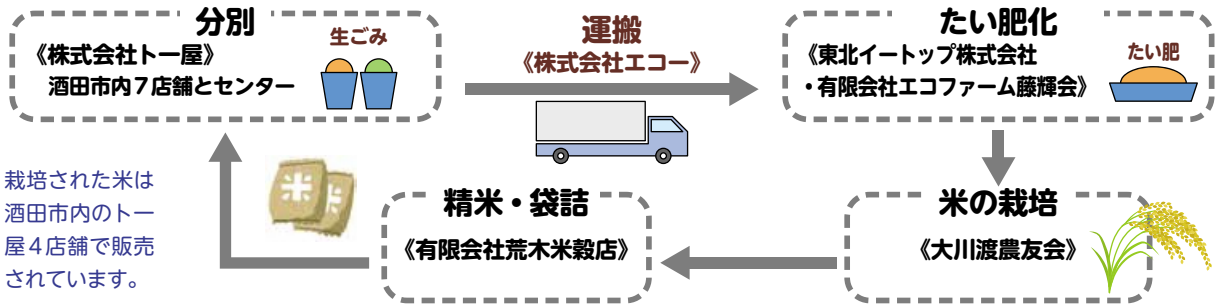 分別
生ごみ
《株式会社トー屋》
酒田市内7店舗とセンター
運搬
《株式会社エコー》
たい肥化
《東北イートップ株式会社
・有限会社エコファーム藤輝会》
たい肥
米の栽培
《大川渡農友会》
精米・袋詰
《有限会社荒木米穀店》
栽培された米は
酒田市内のトー
屋4店舗で販売
されています。